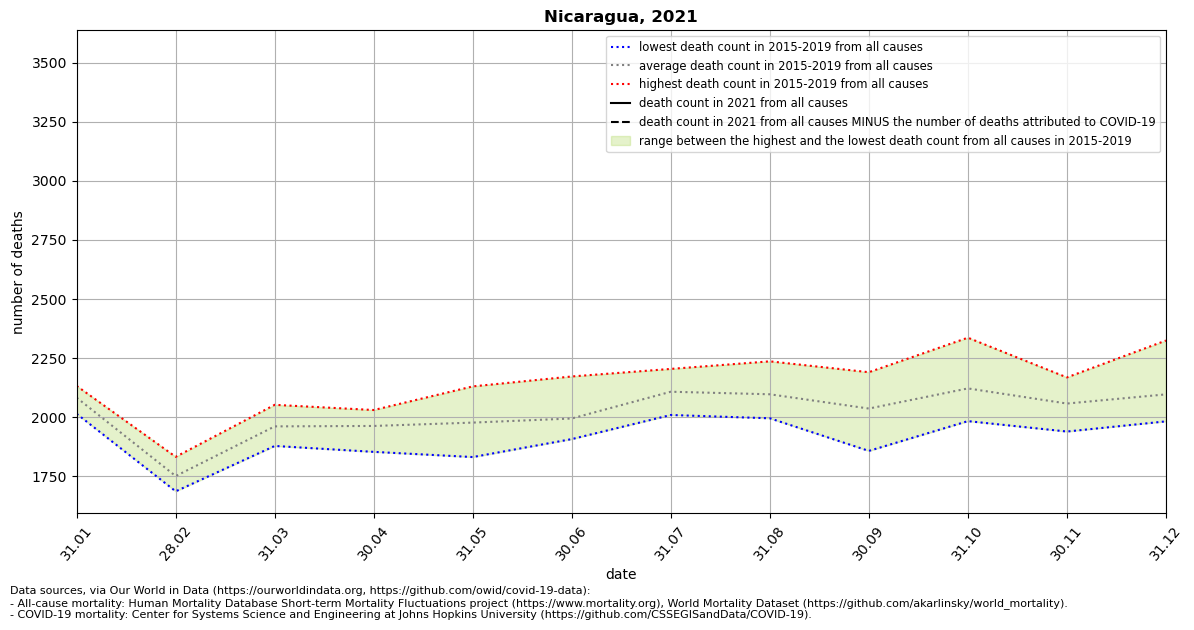 Nicaragua, 2021
lowest death count in 2015-2019 from all causes
average death count in 2015-2019 from all causes
highest death count in 2015-2019 from all causes
death count in 2021 from all causes
death count in 2021 from all causes MINUS the number of deaths attributed to COVID-19
range between the highest and the lowest death count from all causes in 2015-2019
number of deaths
3500
3250
3000
2750
2500
2250
2000
1750
31.01
28.02
31.03
30.04
31.05
30.06
31.07
31.08
30.09
31.10
30.11
31.12
date
Data sources, via Our World in Data (https://ourworldindata.org, https://github.com/owid/covid-19-data):
- All-cause mortality: Human Mortality Database Short-term Mortality Fluctuations project (https://www.mortality.org), World Mortality Dataset (https://github.com/akarlinsky/world_mortality).
- COVID-19 mortality: Center for Systems Science and Engineering at Johns Hopkins University (https://github.com/CSSEGISandData/COVID-19).